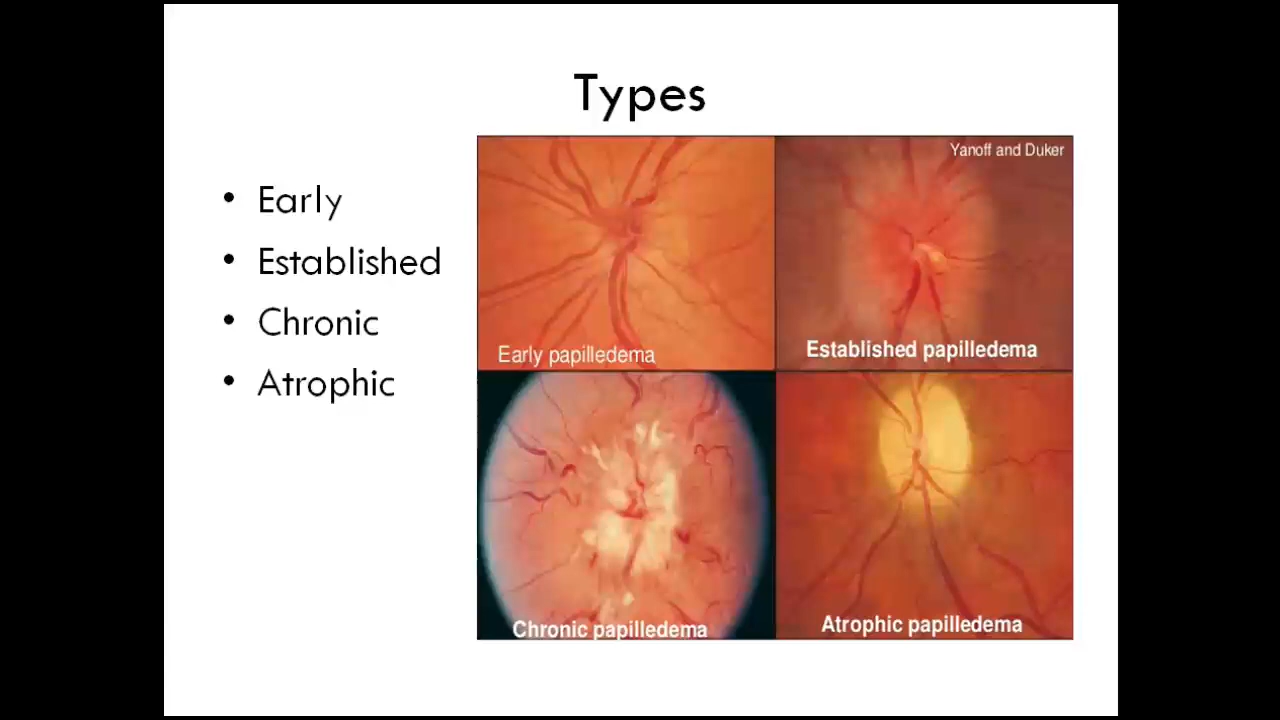 Types
• Early
• Established
• Chronic
• Atrophic
Yanoff and Duker
Early papilledema
Established papilledema
Chronic papilledema
Atrophic papilledema